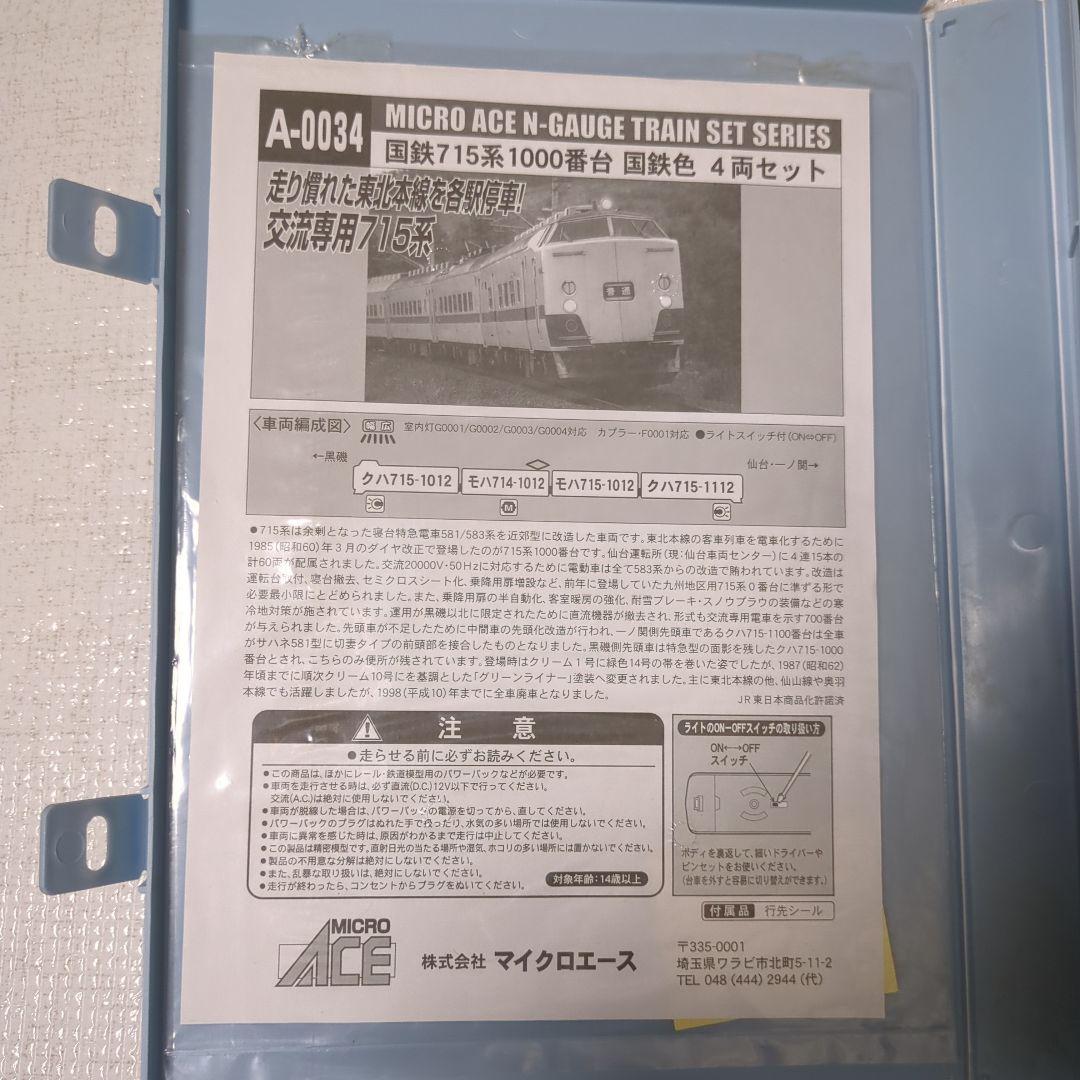 A-0034
MICRO ACE N-GAUGE TRAIN SET SERIES
国鉄715系1000番台 国鉄色 4両セット
走り慣れた東北本線を各駅停車!
交流専用715系
普通
〈車両編成図〉 室内灯G0001/G0002/G0003/G0004対応 カプラー・F0001対応 ●ライトスイッチ付(ON⇔OFF)
←黒磯
仙台・一ノ関→
クハ715-1012 モハ714-1012 モハ715-1012 クハ715-1112
M
●715系は余剰となった寝台特急電車581/583系を近郊型に改造した車両です。東北本線の客車列車を電車化するために
1985(昭和60)年3月のダイヤ改正で登場したのが715系1000番台です。仙台運転所(現:仙台車両センター)に4連15本の
計60両が配属されました。交流20000V・50Hzに対応するために電動車は全て583系からの改造で賄われています。改造は
運転台取付、寝台撤去、セミクロスシート化、乗降用扉増設など、前年に登場していた九州地区用715系0番台に準ずる形で
必要最小限にとどめられました。また、乗降用扉の半自動化、客室暖房の強化、耐雪ブレーキ・スノウプラウの装備などの寒
冷地対策が施されています。運用が黒磯以北に限定されたために直流機器が撤去され、形式も交流専用電車を示す700番台
が与えられました。先頭車が不足したために中間車の先頭化改造が行われ、一ノ関側先頭車であるクハ715-1100番台は全車
がサハネ581型に切妻タイプの前頭部を接合したものとなりました。黒磯側先頭車は特急型の面影を残したクハ715-1000
番台とされ、こちらのみ便所が残されています。登場時はクリーム1号に緑色14号の帯を巻いた姿でしたが、1987(昭和62)
年頃までに順次クリーム10号にを基調とした「グリーンライナー」塗装へ変更されました。主に東北本線の他、仙山線や奥羽
本線でも活躍しましたが、1998(平成10)年までに全車廃車となりました。
JR東日本商品化許諾済
注意
●走らせる前に必ずお読みください。
●この商品は、ほかにレール・鉄道模型用のパワーパックなどが必要です。
●車両を走行させる時は、必ず直流(D.C.)12V以下で行ってください。
交流(A.C.)は絶対に使用しないでください。
●車両が脱線した場合は、パワーパックの電源を切ってから、直してください。
●パワーパックのプラグはぬれた手で扱ったり、水気の多い場所では使用しないでください。
●車両に異常を感じた時は、原因がわかるまで走行は中止してください。
●この製品は精密模型です。直射日光の当たる場所や湿気、ホコリの多い場所には置かないでください。
●製品の不用意な分解は絶対にしないでください。
●また、乱暴な取り扱いは、絶対にしないでください。
●走行が終わったら、コンセントからプラグをぬいてください。
対象年齢:14歳以上
ライトのON-OFFスイッチの取り扱い方
ON←→OFF
スイッチ
ボディを裏返して、細いドライバーや
ピンセットをお使いください。
(台車を外すと容易に切り替えができます。)
付属品 行先シール
MICRO
ACE
株式会社 マイクロエース
〒335-0001
埼玉県ワラビ市北町5-11-2
TEL 048 (444) 2944 (代)